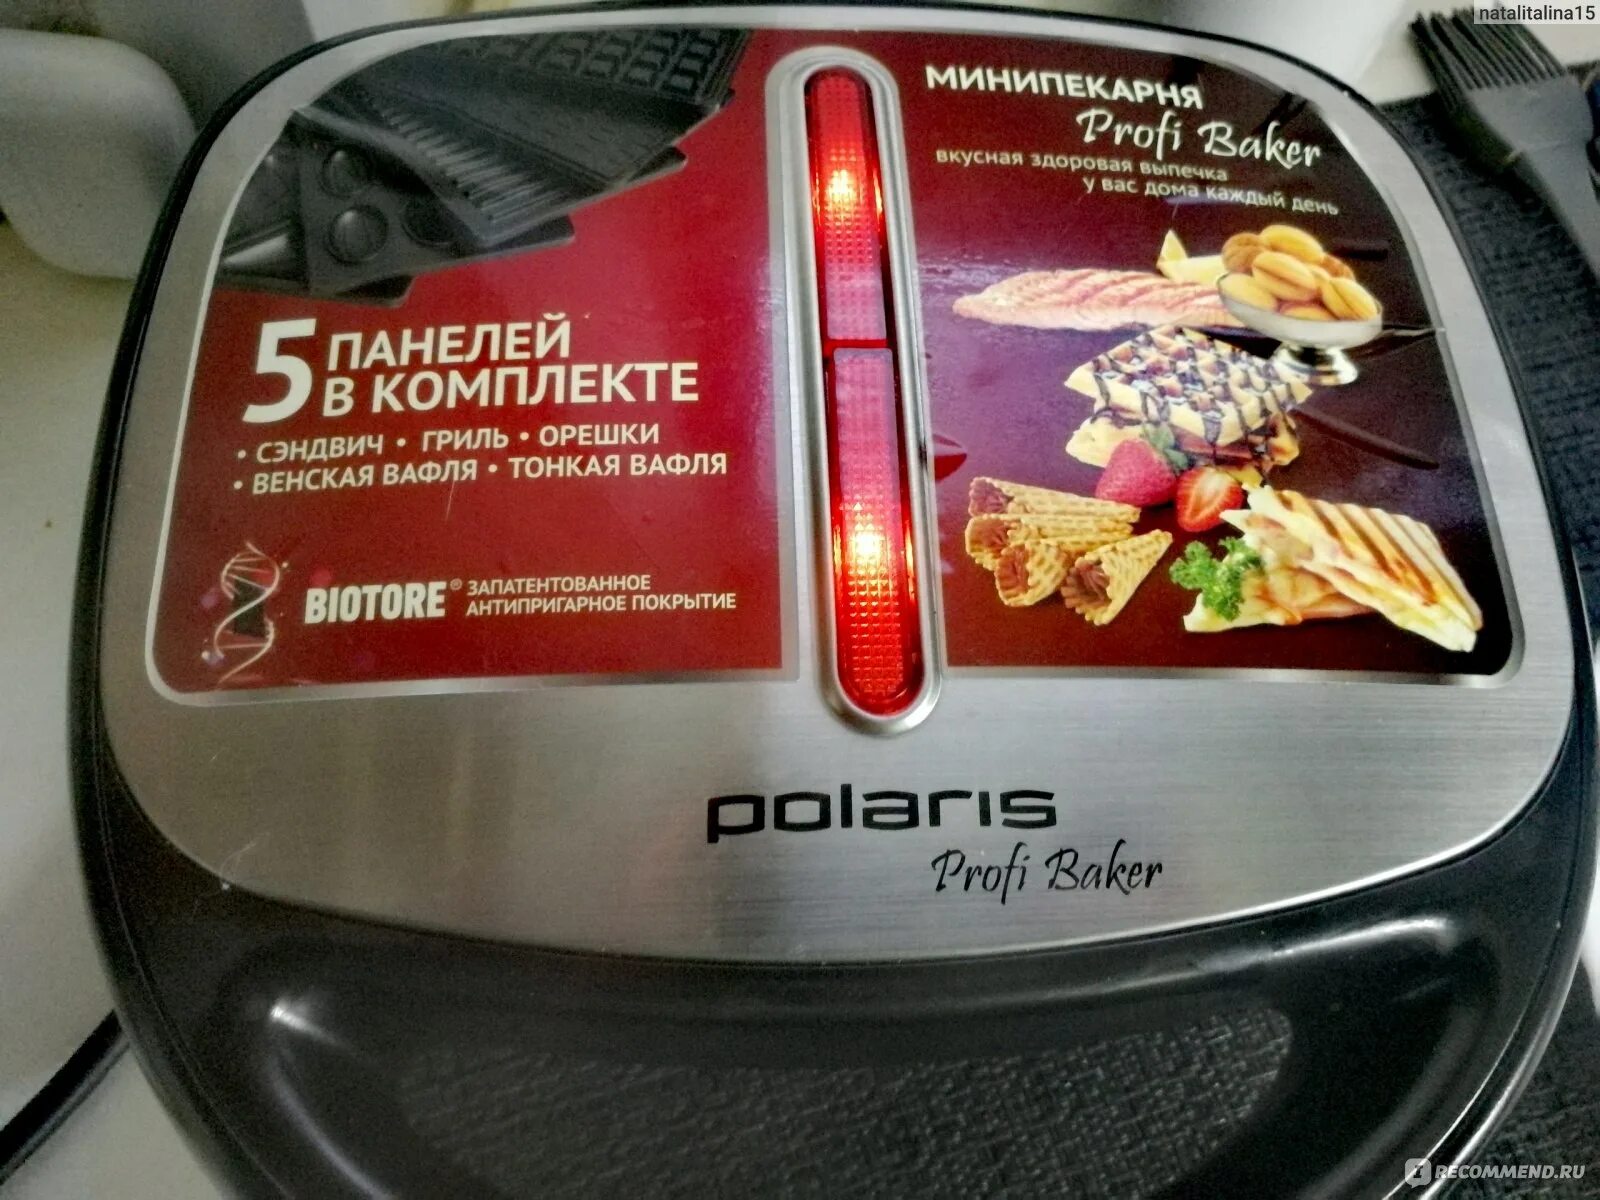 natalitalina15
МИНИПЕКАРНЯ
Profi Baker
вкусная здоровая выпечка
у вас дома каждый день
5 ПАНЕЛЕЙ
В КОМПЛЕКТЕ
• СЭНДВИЧ • ГРИЛЬ • ОРЕШКИ
• ВЕНСКАЯ ВАФЛЯ • ТОНКАЯ ВАФЛЯ
BIOTORE® ЗАПАТЕНТОВАННОЕ
АНТИПРИГАРНОЕ ПОКРЫТИЕ
polaris
Profi Baker
RECOMMEND.RU